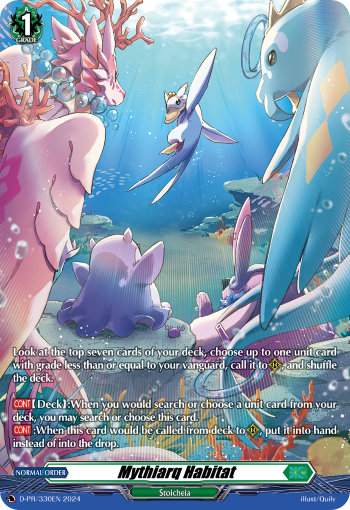 1
GRADE
Look at the top seven cards of your deck, choose up to one unit card
with grade less than or equal to your vanguard, call it to R, and shuffle
the deck.
CONT【Deck】:When you would search or choose a unit card from your
deck, you may search or choose this card.
CONT:When this card would be called from deck to R, put it into hand
instead of into the drop.
NORMAL ORDER
Mythiarq Habitat
Stoicheia
D-PR/330EN 2024
illust/Quily